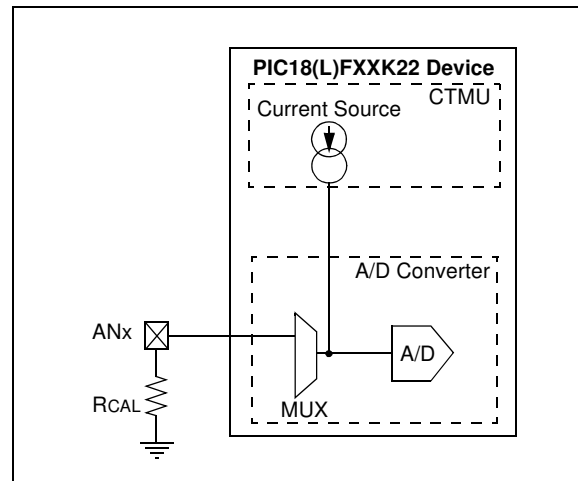 PIC18(L)FXXK22 Device
CTMU
Current Source
A/D Converter
ANx
A/D
RCAL
MUX